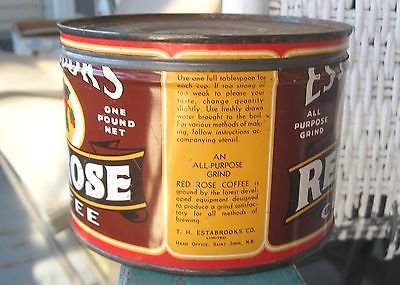 OOKS
ONE
POUND
NET
ROSE
FEE
Use one full tablespoon for
each cup. If too strong or
too weak to please your
taste, change quantity
slightly. Use freshly drawn
water brought to the boil.
For various methods of mak-
ing, follow instructions ac-
companying utensil.
AN
ALL-PURPOSE
GRIND
RED ROSE COFFEE is
ground by the latest devel-
oped equipment designed
to produce a grind satisfac-
tory for all methods of
brewing.
T. H. ESTABROOKS CO.
LIMITED.
HEAD OFFICE, SAINT JOHN, N.B.
ES
ALL
PURPOSE
GRIND
RE
C